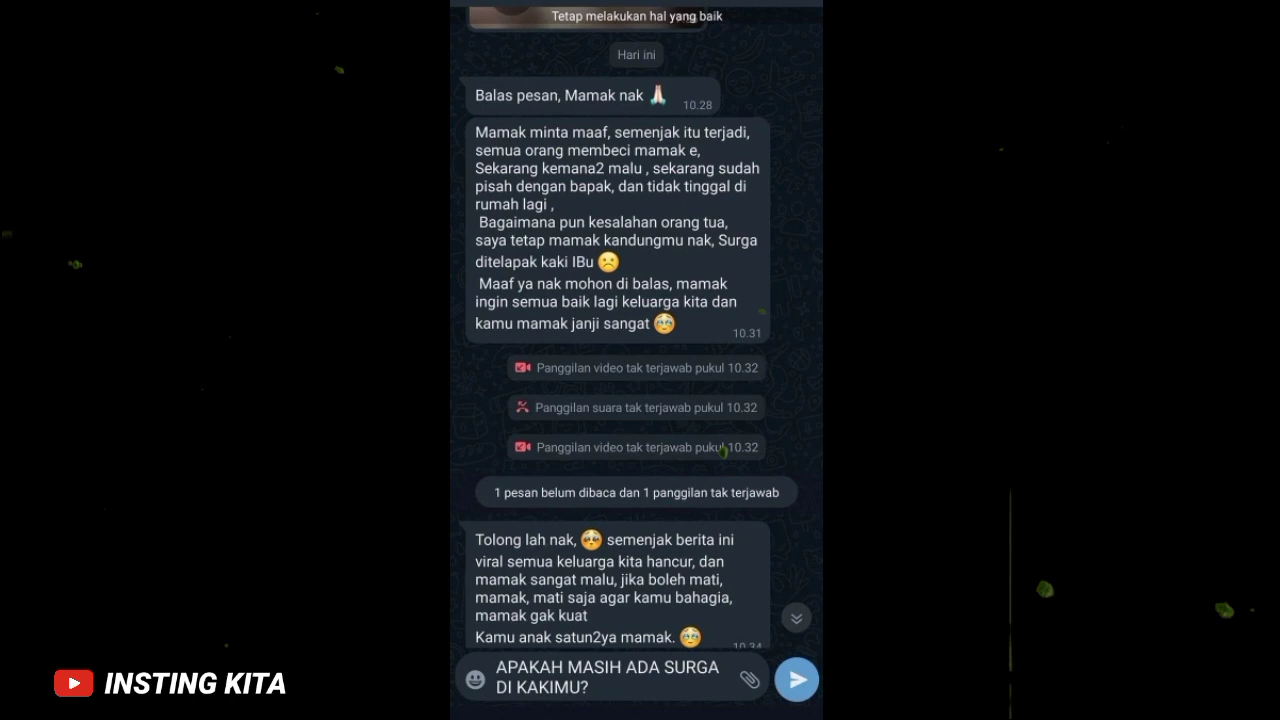 Tetap melakukan hal yang baik
Hari ini
Balas pesan, Mamak nak 🙏🏻
10.28
Mamak minta maaf, semenjak itu terjadi,
semua orang membeci mamak e,
Sekarang kemana2 malu , sekarang sudah
pisah dengan bapak, dan tidak tinggal di
rumah lagi ,
Bagaimana pun kesalahan orang tua,
saya tetap mamak kandungmu nak, Surga
ditelapak kaki IBu ☹️
Maaf ya nak mohon di balas, mamak
ingin semua baik lagi keluarga kita dan
kamu mamak janji sangat 🥹
10.31
Panggilan video tak terjawab pukul 10.32
Panggilan suara tak terjawab pukul 10.32
Panggilan video tak terjawab pukul 10.32
1 pesan belum dibaca dan 1 panggilan tak terjawab
Tolong lah nak, 🥺 semenjak berita ini
viral semua keluarga kita hancur, dan
mamak sangat malu, jika boleh mati,
mamak, mati saja agar kamu bahagia,
mamak gak kuat
Kamu anak satun2ya mamak. 🥹
10.34
APAKAH MASIH ADA SURGA
DI KAKIMU?
INSTING KITA